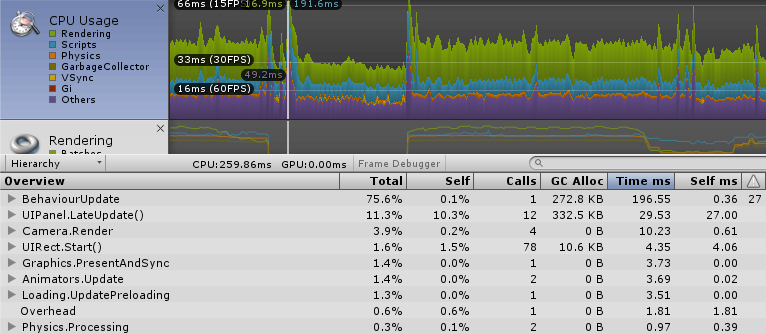 CPU Usage
Rendering
Scripts
Physics
GarbageCollector
VSync
Gi
Others
66ms (15FPS) 16.9ms 191.6ms
33ms (30FPS)
49.2ms
16ms (60FPS)
Rendering
Hierarchy CPU:259.86ms GPU:0.00ms Frame Debugger
Overview Total Self Calls GC Alloc Time ms Self ms
BehaviourUpdate 75.6% 0.1% 1 272.8 KB 196.55 0.36 27
UIPanel.LateUpdate() 11.3% 10.3% 12 332.5 KB 29.53 27.00
Camera.Render 3.9% 0.2% 4 0 B 10.23 0.61
UIRect.Start() 1.6% 1.5% 78 10.6 KB 4.35 4.06
Graphics.PresentAndSync 1.4% 0.0% 1 0 B 3.73 0.00
Animators.Update 1.4% 0.0% 2 0 B 3.69 0.02
Loading.UpdatePreloading 1.3% 0.0% 1 0 B 3.51 0.00
Overhead 0.6% 0.6% 1 0 B 1.81 1.81
Physics.Processing 0.3% 0.1% 2 0 B 0.97 0.39